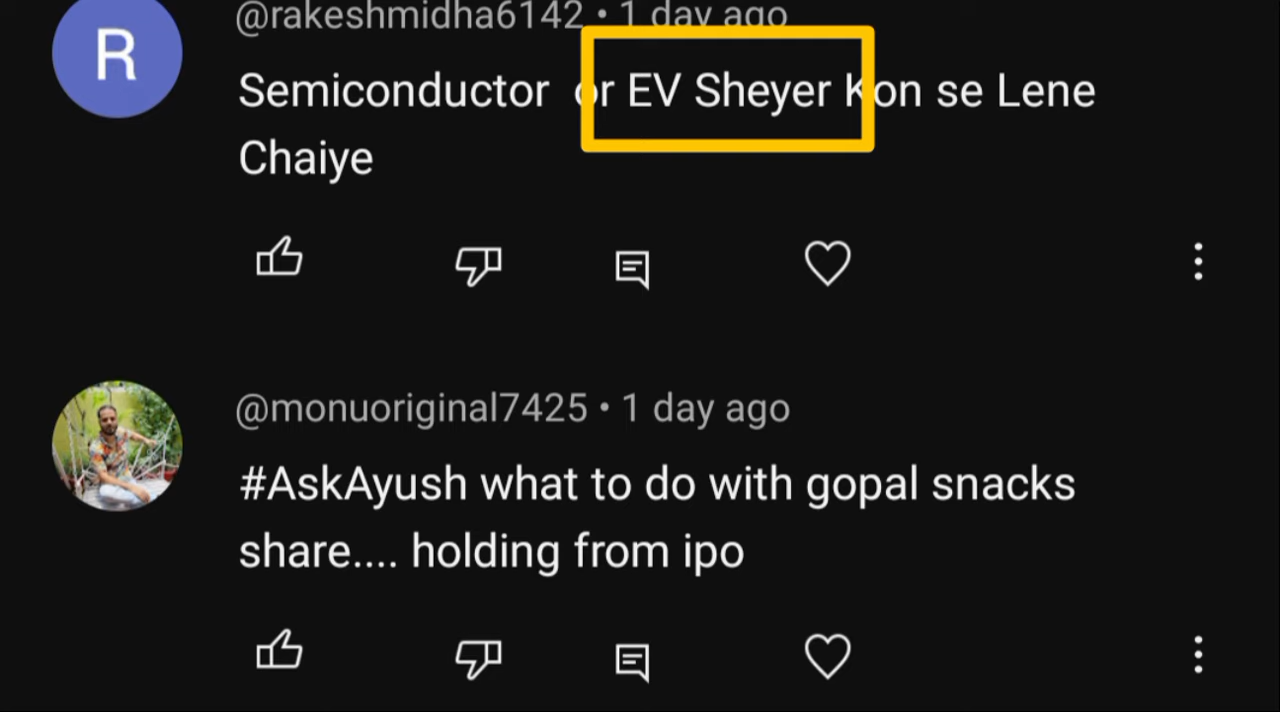 @rakeshmidha6142 • 1 day ago
R
Semiconductor or EV Sheyer Kon se Lene
Chaiye
@monuoriginal7425 • 1 day ago
#AskAyush what to do with gopal snacks
share.... holding from ipo